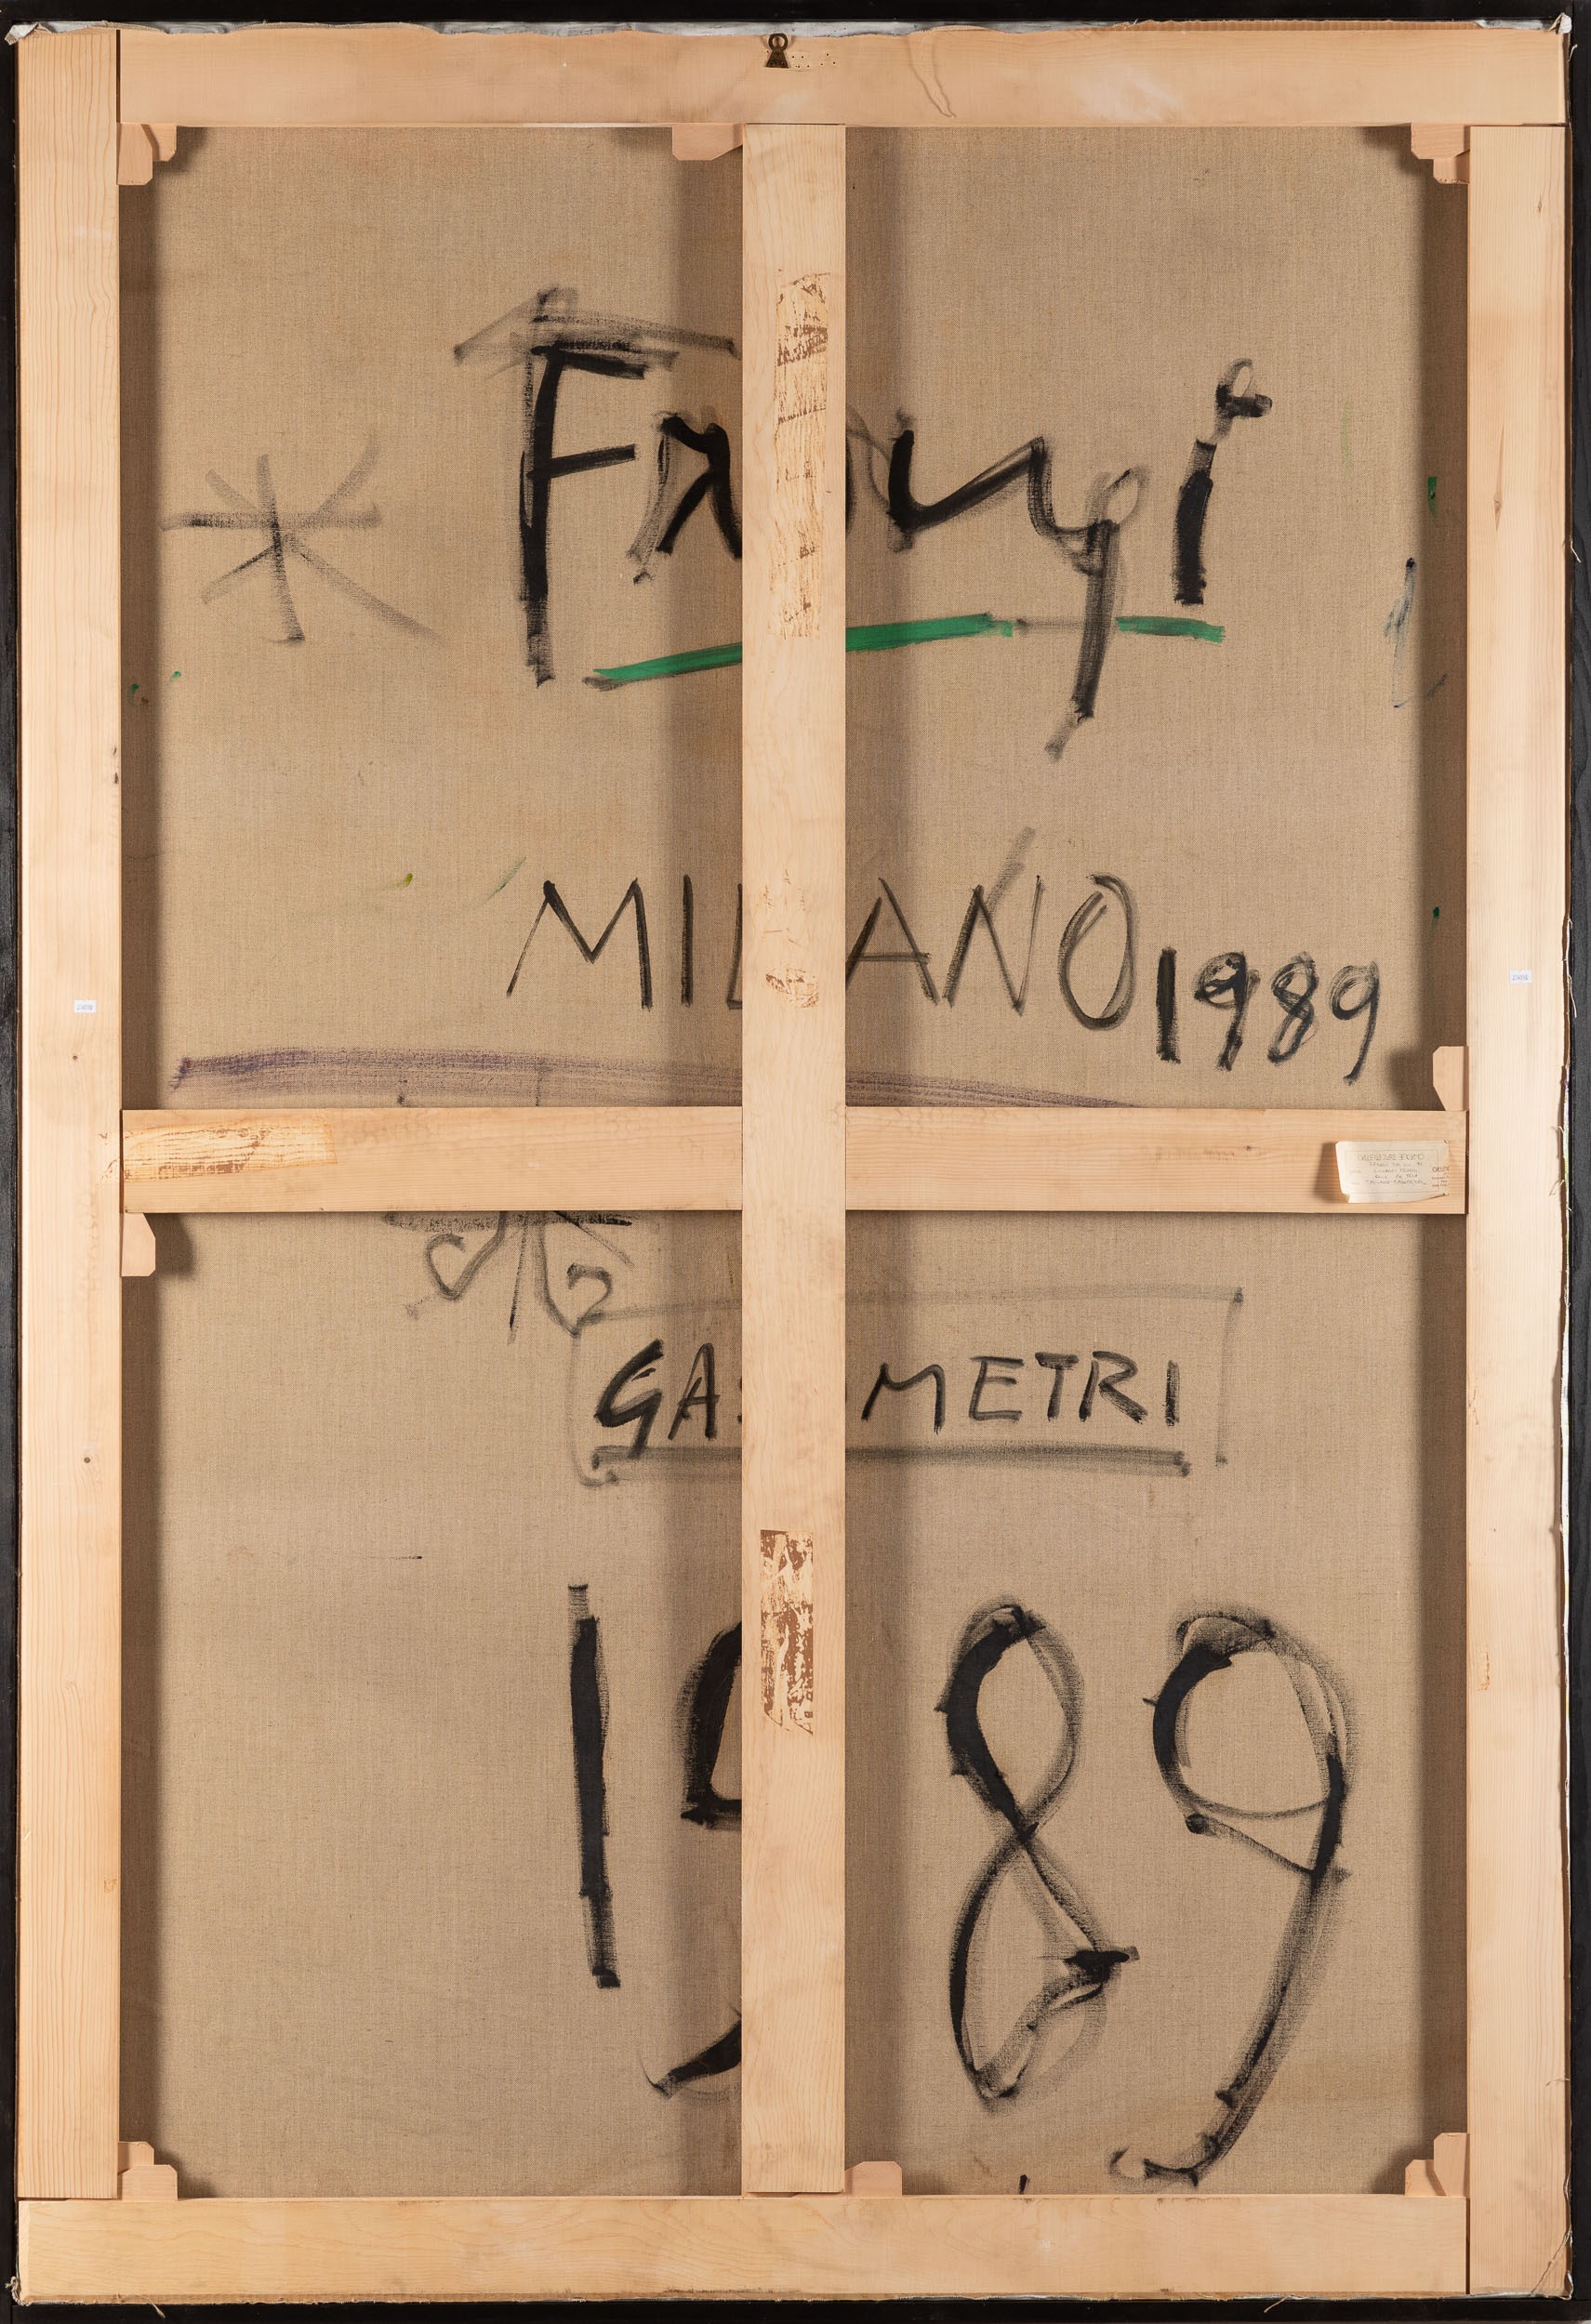 Frangi
MILANO 1989
GASOMETRI
1989